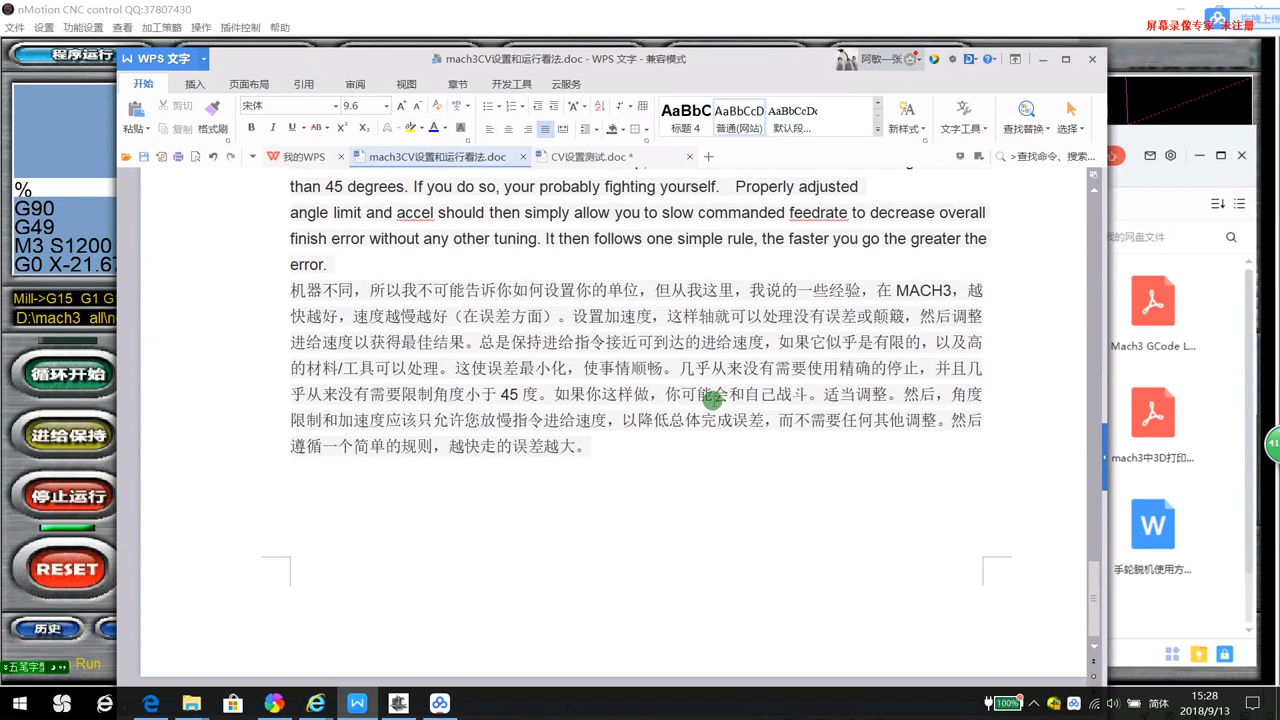 nMotion CNC control QQ:37807430
文件 设置 功能设置 查看 加工策略 操作 插件控制 帮助
屏幕录像专家 未注册
拖拽上传
程序运行
W WPS 文字
mach3CV设置和运行看法.doc - WPS 文字 - 兼容模式
阿敏一张
开始 插入 页面布局 引用 审阅 视图 章节 开发工具 云服务
粘贴 剪切 复制 格式刷
宋体 9.6
AaBbC AaBbCcD AaBbCcDc
标题 4 普通(网站) 默认段...
新样式 文字工具 查找替换 选择
我的WPS
mach3CV设置和运行看法.doc
CV设置测试.doc *
>查找命令、搜索...
%
G90
G49
M3 S1200
G0 X-21.67
Mill->G15 G1 G
D:\mach3_all\n
循环开始
进给保持
停止运行
RESET
历史
五笔字型
Run
than 45 degrees. If you do so, your probably fighting yourself. Properly adjusted
angle limit and accel should then simply allow you to slow commanded feedrate to decrease overall
finish error without any other tuning. It then follows one simple rule, the faster you go the greater the
error.
机器不同，所以我不可能告诉你如何设置你的单位，但从我这里，我说的一些经验，在 MACH3，越
快越好，速度越慢越好（在误差方面）。设置加速度，这样轴就可以处理没有误差或颠簸，然后调整
进给速度以获得最佳结果。总是保持进给指令接近可到达的进给速度，如果它似乎是有限的，以及高
的材料/工具可以处理。这使误差最小化，使事情顺畅。几乎从来没有需要使用精确的停止，并且几
乎从来没有需要限制角度小于 45 度。如果你这样做，你可能会和自己战斗。适当调整。然后，角度
限制和加速度应该只允许您放慢指令进给速度，以降低总体完成误差，而不需要任何其他调整。然后
遵循一个简单的规则，越快走的误差越大。
的网盘文件
Mach3 GCode L...
mach3中3D打印...
W
手轮脱机使用方...
41
100%
简体
15:28
2018/9/13